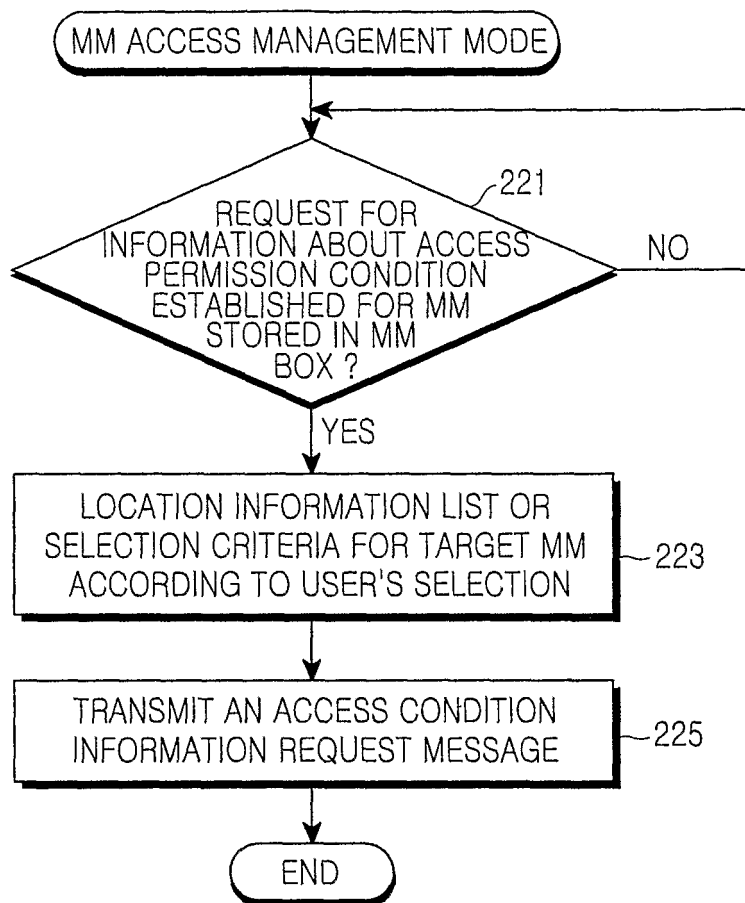 MM ACCESS MANAGEMENT MODE
221
REQUEST FOR
INFORMATION ABOUT ACCESS
PERMISSION CONDITION
ESTABLISHED FOR MM
STORED IN MM
BOX ?
NO
YES
LOCATION INFORMATION LIST OR
SELECTION CRITERIA FOR TARGET MM
ACCORDING TO USER'S SELECTION
223
TRANSMIT AN ACCESS CONDITION
INFORMATION REQUEST MESSAGE
225
END